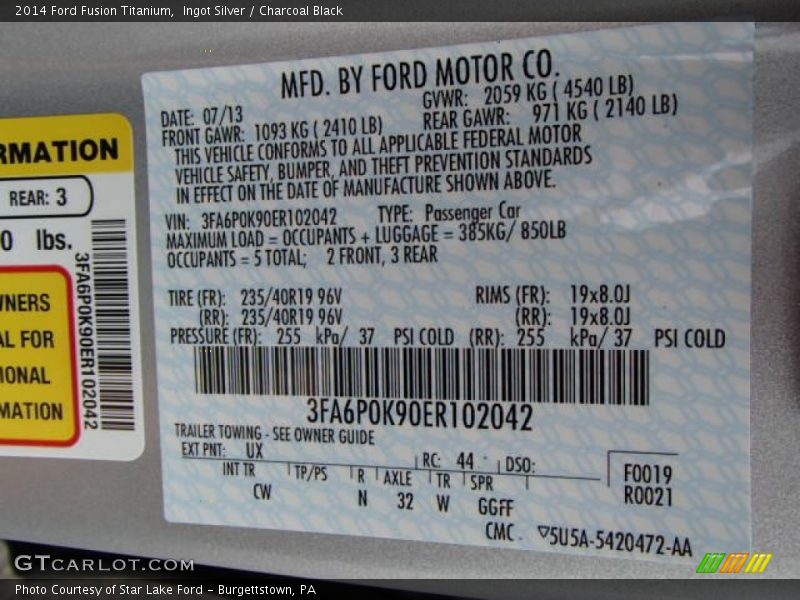 2014 Ford Fusion Titanium, Ingot Silver / Charcoal Black
RMATION
REAR: 3
0 lbs.
3FA6P0K90ER102042
WNERS
AL FOR
IONAL
MATION
MFD. BY FORD MOTOR CO.
DATE: 07/13 GVWR: 2059 KG ( 4540 LB)
FRONT GAWR: 1093 KG ( 2410 LB) REAR GAWR: 971 KG ( 2140 LB)
THIS VEHICLE CONFORMS TO ALL APPLICABLE FEDERAL MOTOR
VEHICLE SAFETY, BUMPER, AND THEFT PREVENTION STANDARDS
IN EFFECT ON THE DATE OF MANUFACTURE SHOWN ABOVE.
VIN: 3FA6P0K90ER102042 TYPE: Passenger Car
MAXIMUM LOAD = OCCUPANTS + LUGGAGE = 385KG/ 850LB
OCCUPANTS = 5 TOTAL; 2 FRONT, 3 REAR
TIRE (FR): 235/40R19 96V RIMS (FR): 19x8.0J
(RR): 235/40R19 96V (RR): 19x8.0J
PRESSURE (FR): 255 kPa/ 37 PSI COLD (RR): 255 kPa/ 37 PSI COLD
3FA6P0K90ER102042
TRAILER TOWING - SEE OWNER GUIDE
EXT PNT: UX RC: 44 DSO:
INT TR TP/PS R AXLE TR SPR F0019
CW N 32 W GGFF R0021
CMC ▽5U5A-5420472-AA
GTCARLOT.COM
Photo Courtesy of Star Lake Ford - Burgettstown, PA